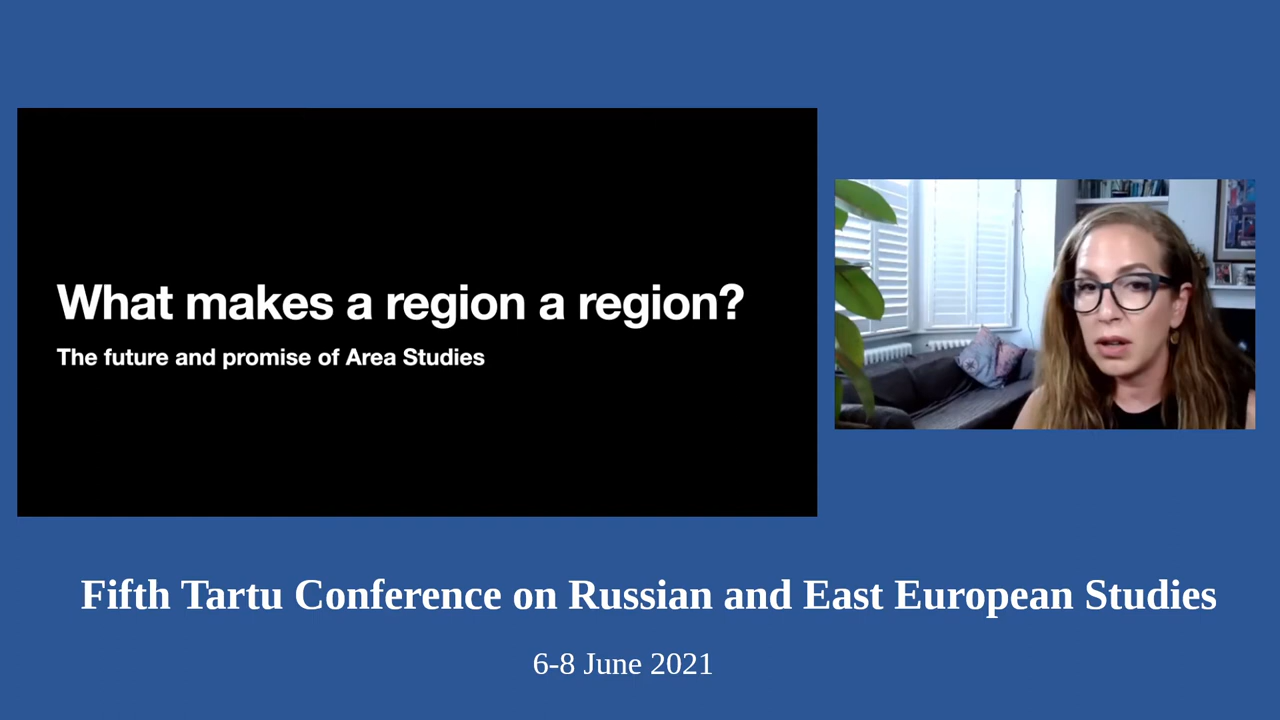 What makes a region a region?
The future and promise of Area Studies
Fifth Tartu Conference on Russian and East European Studies
6-8 June 2021